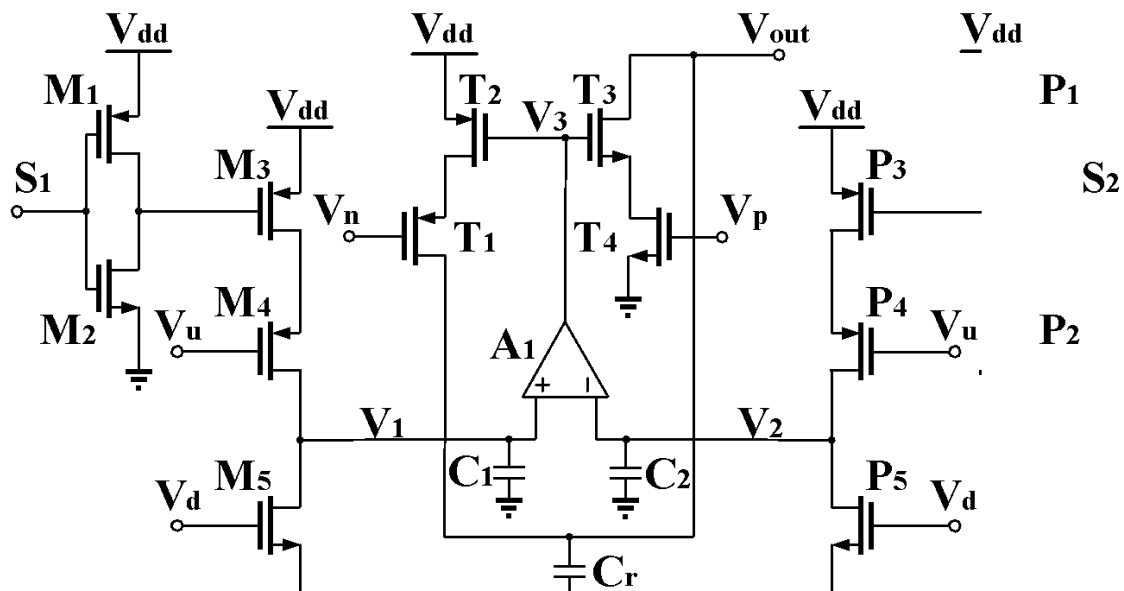 Vdd Vdd Vout Vdd
M1 T2 T3 P1
Vdd V3 Vdd
S1 M3 P3 S2
Vn T1 T4 Vp
M2 M4 P4 P2
Vu A1 Vu
+ −
V1 V2
M5 C1 C2 P5
Vd Vd
Cr